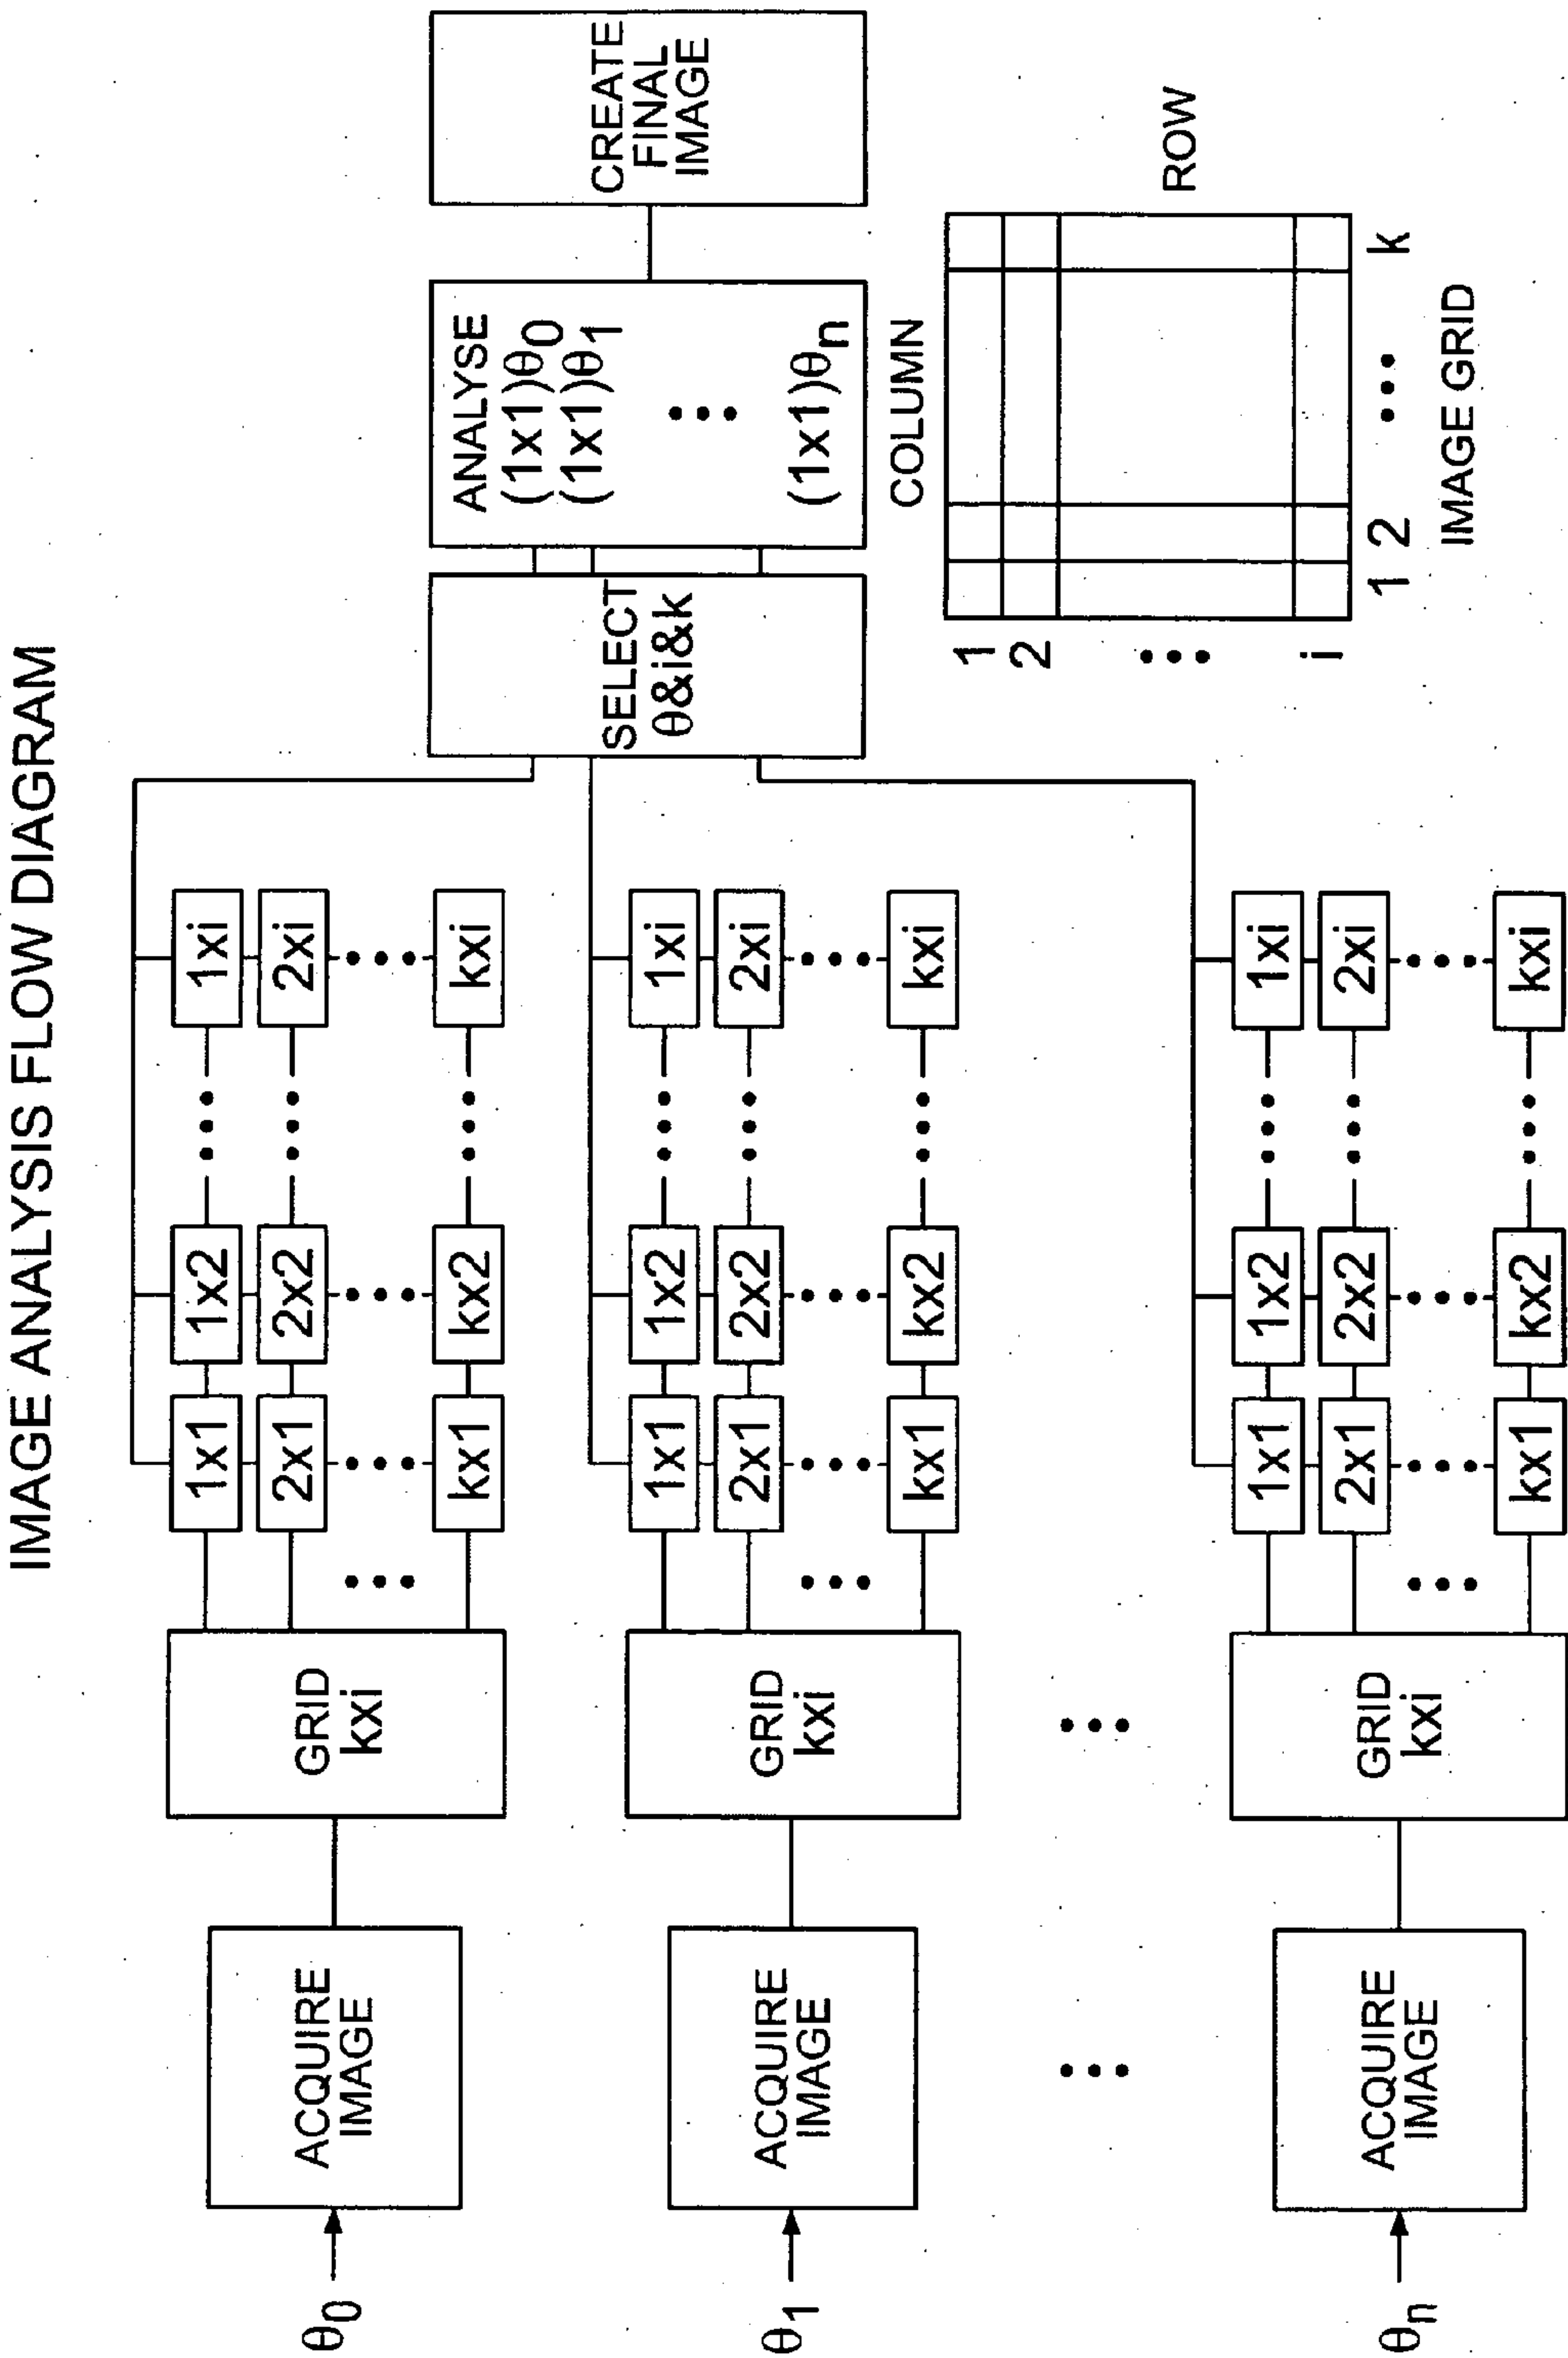 IMAGE ANALYSIS FLOW DIAGRAM
θ0
ACQUIRE
IMAGE
GRID
kxi
1x1
1x2
1xi
2x1
2x2
2xi
kx1
kx2
kxi
θ1
ACQUIRE
IMAGE
GRID
kxi
1x1
1x2
1xi
2x1
2x2
2xi
kx1
kx2
kxi
θn
ACQUIRE
IMAGE
GRID
kxi
1x1
1x2
1xi
2x1
2x2
2xi
kx1
kx2
kxi
SELECT
θ&i&k
ANALYSE
(1x1)θ0
(1x1)θ1
(1x1)θn
CREATE
FINAL
IMAGE
COLUMN
1
2
i
ROW
1 2 ... k
IMAGE GRID